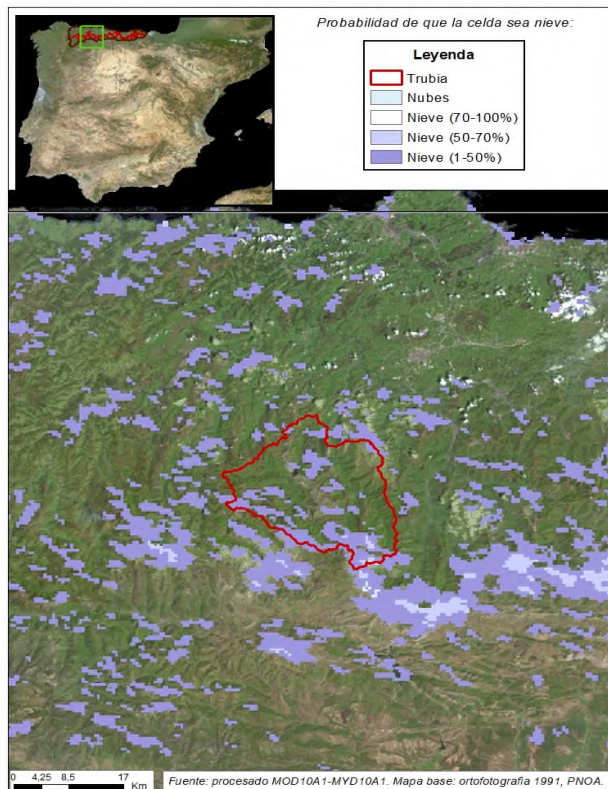 Probabilidad de que la celda sea nieve:
Leyenda
Trubia
Nubes
Nieve (70-100%)
Nieve (50-70%)
Nieve (1-50%)
0 4,25 8,5 17
Km
Fuente: procesado MOD10A1-MYD10A1. Mapa base: ortofotografía 1991, PNOA.